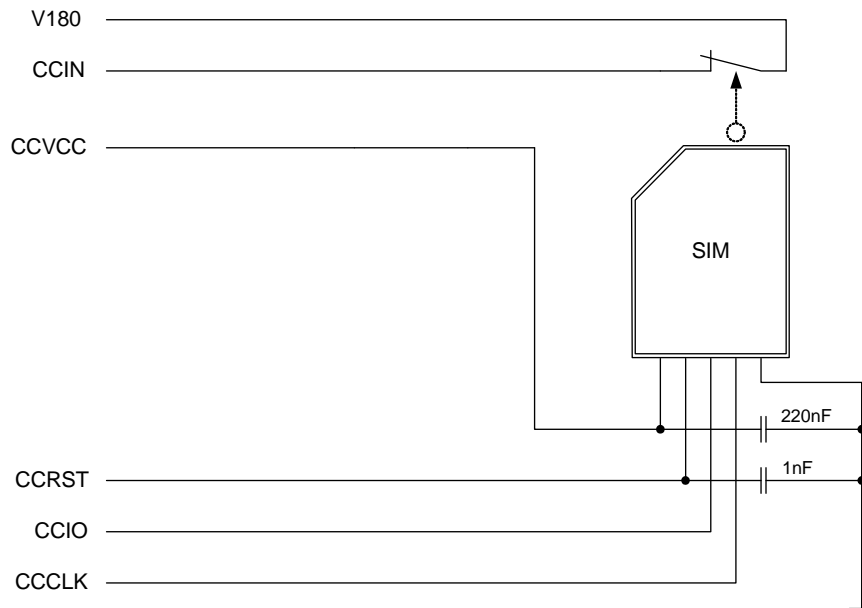 V180
CCIN
CCVCC
SIM
220nF
CCRST
1nF
CCIO
CCCLK